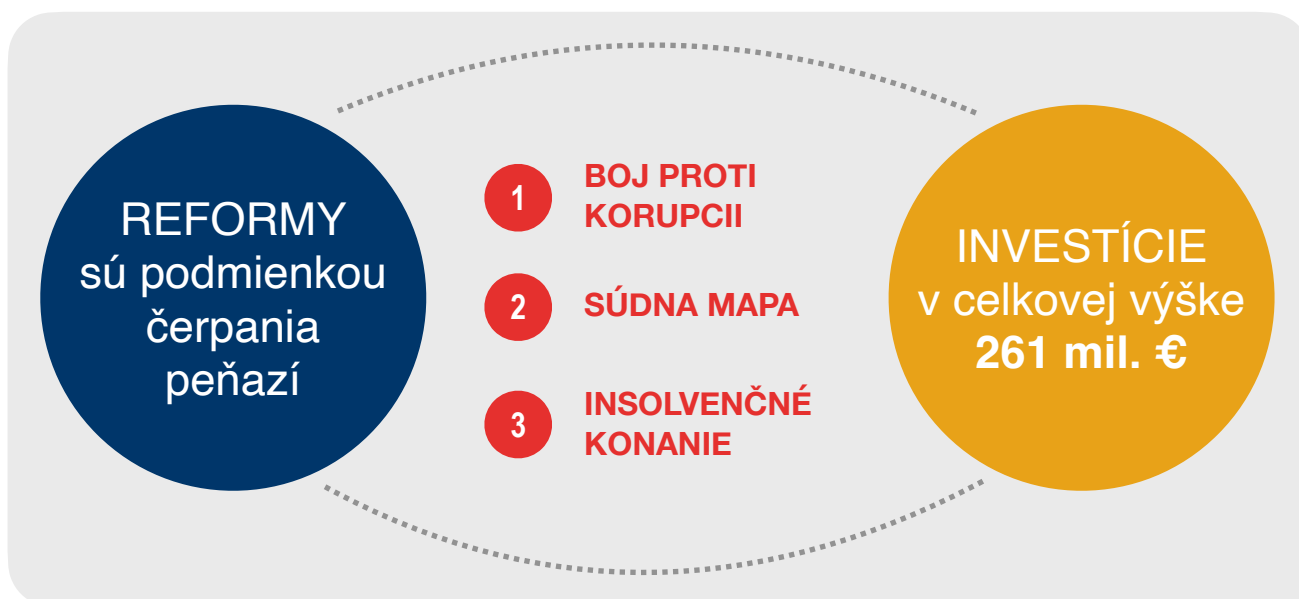 REFORMY
sú podmienkou
čerpania
peňazí
1
BOJ PROTI
KORUPCII
2
SÚDNA MAPA
3
INSOLVENČNÉ
KONANIE
INVESTÍCIE
v celkovej výške
261 mil. €